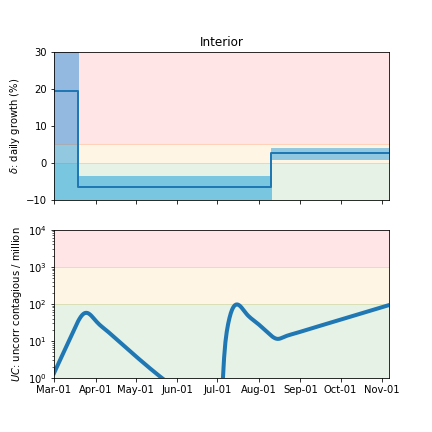 Interior
δ: daily growth (%)
30
20
10
0
−10
UC: uncorr contagious / million
10⁴
10³
10²
10¹
10⁰
Mar-01 Apr-01 May-01 Jun-01 Jul-01 Aug-01 Sep-01 Oct-01 Nov-01